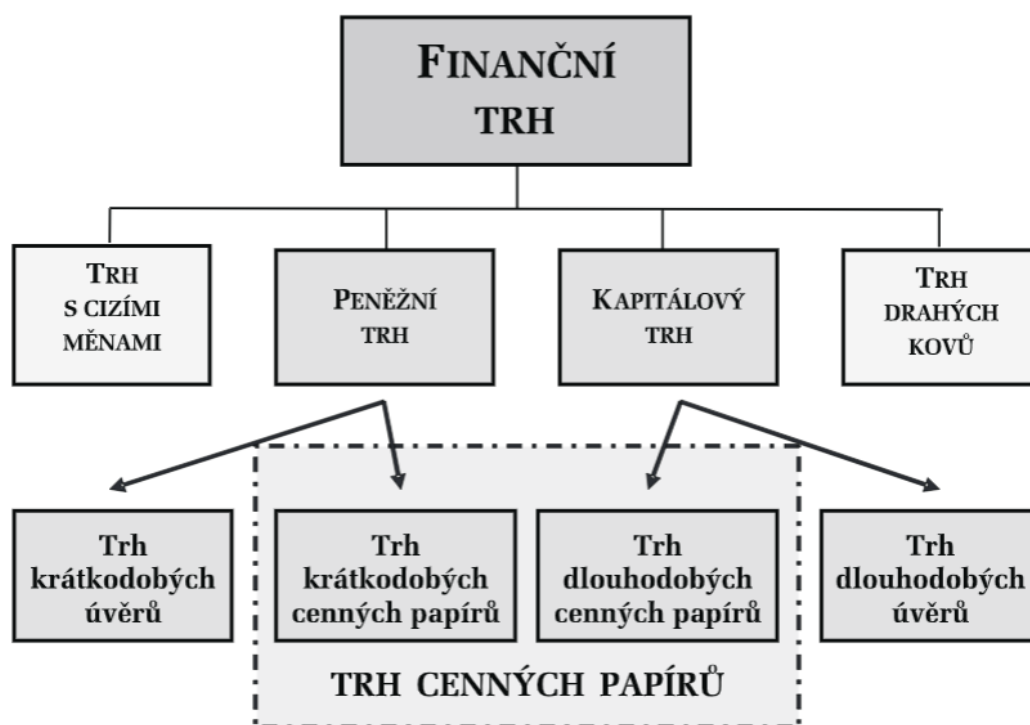 FINANČNÍ
TRH
TRH
S CIZÍMI
MĚNAMI
PENĚŽNÍ
TRH
KAPITÁLOVÝ
TRH
TRH
DRAHÝCH
KOVŮ
Trh
krátkodobých
úvěrů
Trh
krátkodobých
cenných papírů
Trh
dlouhodobých
cenných papírů
Trh
dlouhodobých
úvěrů
TRH CENNÝCH PAPÍRŮ